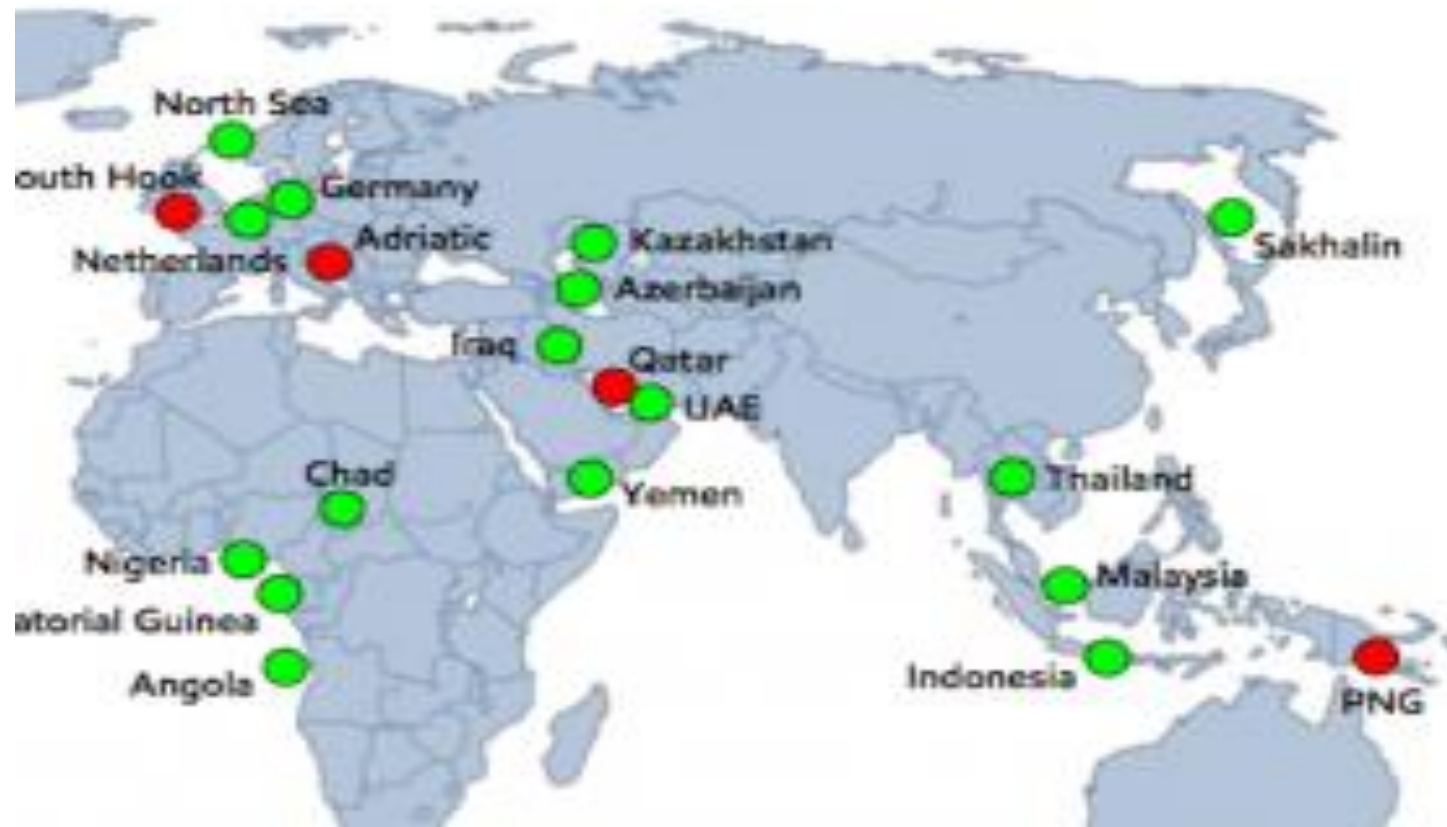 North Sea
outh Hook
Germany
Adriatic
Netherlands
Kazakhstan
Sakhalin
Azerbaijan
Iraq
Qatar
UAE
Chad
Yemen
Thailand
Nigeria
Malaysia
atorial Guinea
Indonesia
Angola
PNG